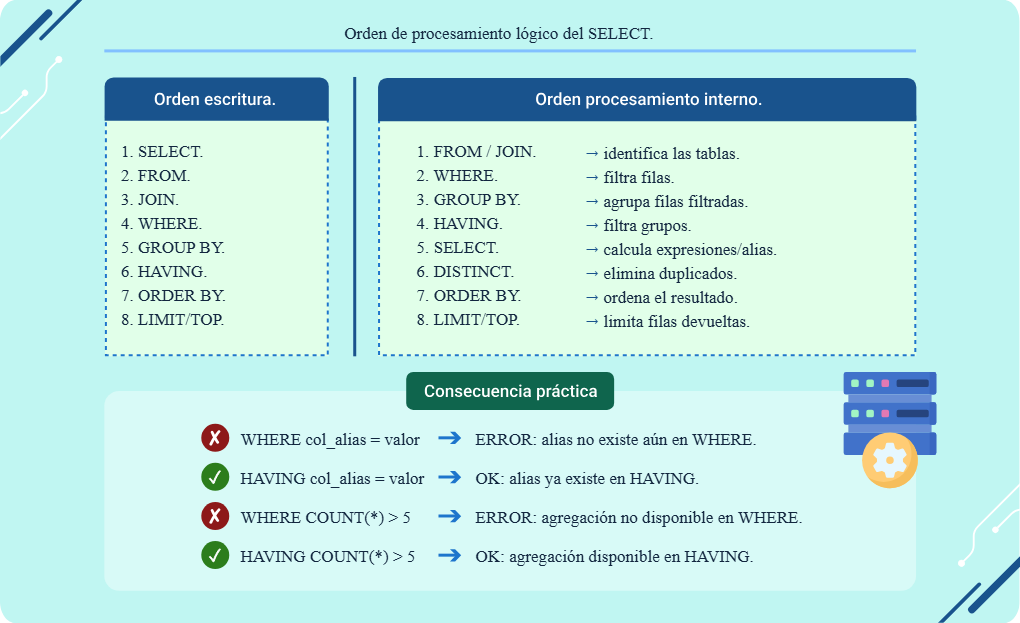 Orden de procesamiento lógico del SELECT.
Orden escritura.
1. SELECT.
2. FROM.
3. JOIN.
4. WHERE.
5. GROUP BY.
6. HAVING.
7. ORDER BY.
8. LIMIT/TOP.
Orden procesamiento interno.
1. FROM / JOIN. → identifica las tablas.
2. WHERE. → filtra filas.
3. GROUP BY. → agrupa filas filtradas.
4. HAVING. → filtra grupos.
5. SELECT. → calcula expresiones/alias.
6. DISTINCT. → elimina duplicados.
7. ORDER BY. → ordena el resultado.
8. LIMIT/TOP. → limita filas devueltas.
Consecuencia práctica
WHERE col_alias = valor ➔ ERROR: alias no existe aún en WHERE.
HAVING col_alias = valor ➔ OK: alias ya existe en HAVING.
WHERE COUNT(*) > 5 ➔ ERROR: agregación no disponible en WHERE.
HAVING COUNT(*) > 5 ➔ OK: agregación disponible en HAVING.